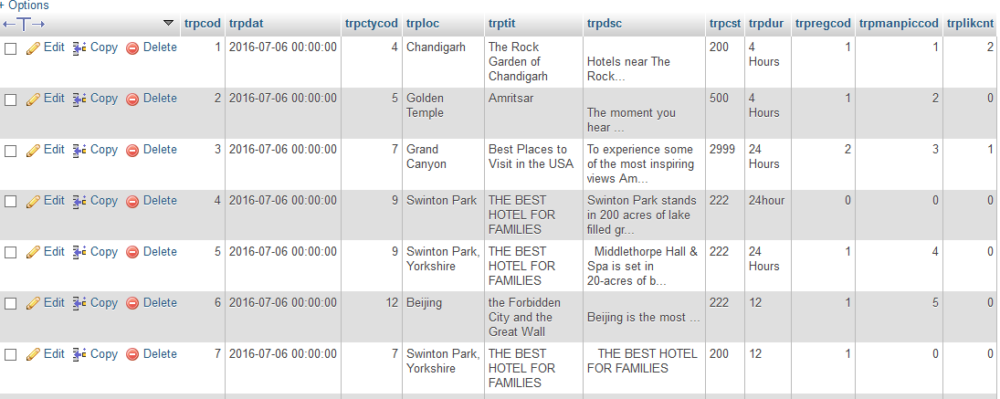 + Options
←T→ trpcod trpdat trpctycod trploc trptit trpdsc trpcst trpdur trpregcod trpmanpiccod trplikcnt
Edit Copy Delete 1 2016-07-06 00:00:00 4 Chandigarh The Rock 200 4 1 1 2
Garden of Hotels near The Hours
Chandigarh Rock...
Edit Copy Delete 2 2016-07-06 00:00:00 5 Golden Amritsar 500 4 1 2 0
Temple The moment you Hours
hear ...
Edit Copy Delete 3 2016-07-06 00:00:00 7 Grand Best Places to To experience some 2999 24 2 3 1
Canyon Visit in the USA of the most inspiring Hours
views Am...
Edit Copy Delete 4 2016-07-06 00:00:00 9 Swinton Park THE BEST Swinton Park stands 222 24hour 0 0 0
HOTEL FOR in 200 acres of lake
FAMILIES filled gr...
Edit Copy Delete 5 2016-07-06 00:00:00 9 Swinton Park, THE BEST Middlethorpe Hall & 222 24 1 4 0
Yorkshire HOTEL FOR Spa is set in Hours
FAMILIES 20-acres of b...
Edit Copy Delete 6 2016-07-06 00:00:00 12 Beijing the Forbidden 222 12 1 5 0
City and the Beijing is the most ...
Great Wall
Edit Copy Delete 7 2016-07-06 00:00:00 7 Swinton Park, THE BEST THE BEST HOTEL 200 12 1 0 0
Yorkshire HOTEL FOR FOR FAMILIES
FAMILIES